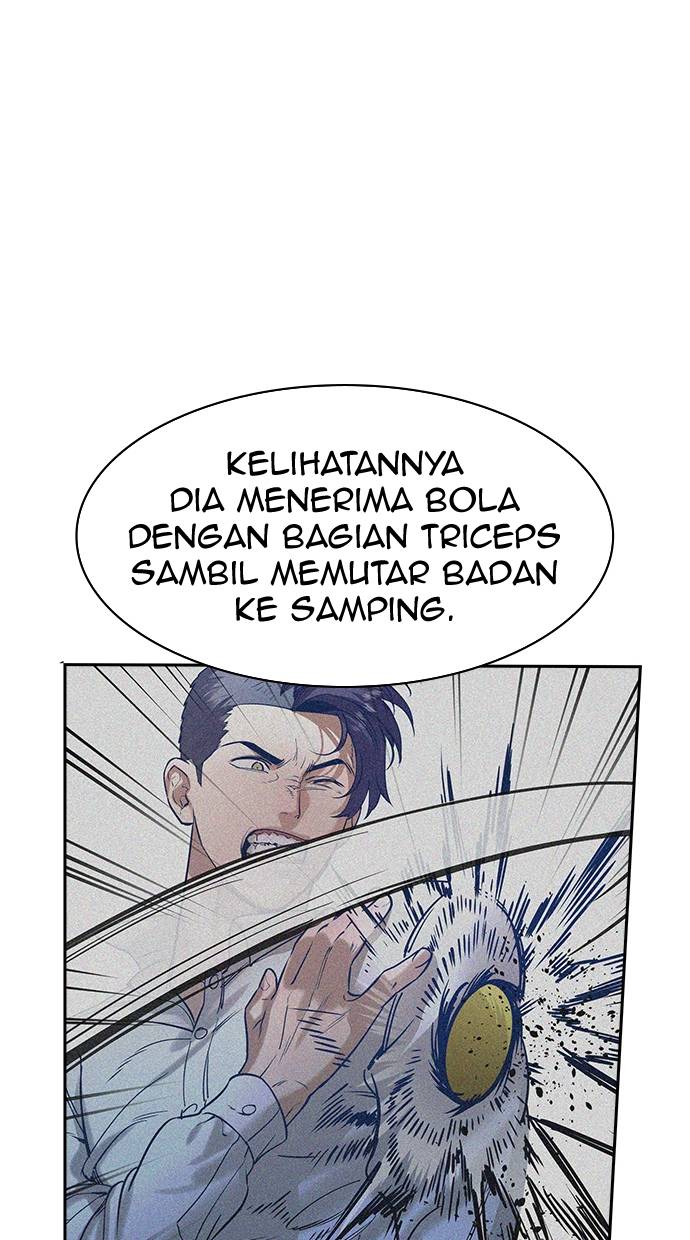 KELIHATANNYA
DIA MENERIMA BOLA
DENGAN BAGIAN TRICEPS
SAMBIL MEMUTAR BADAN
KE SAMPING.